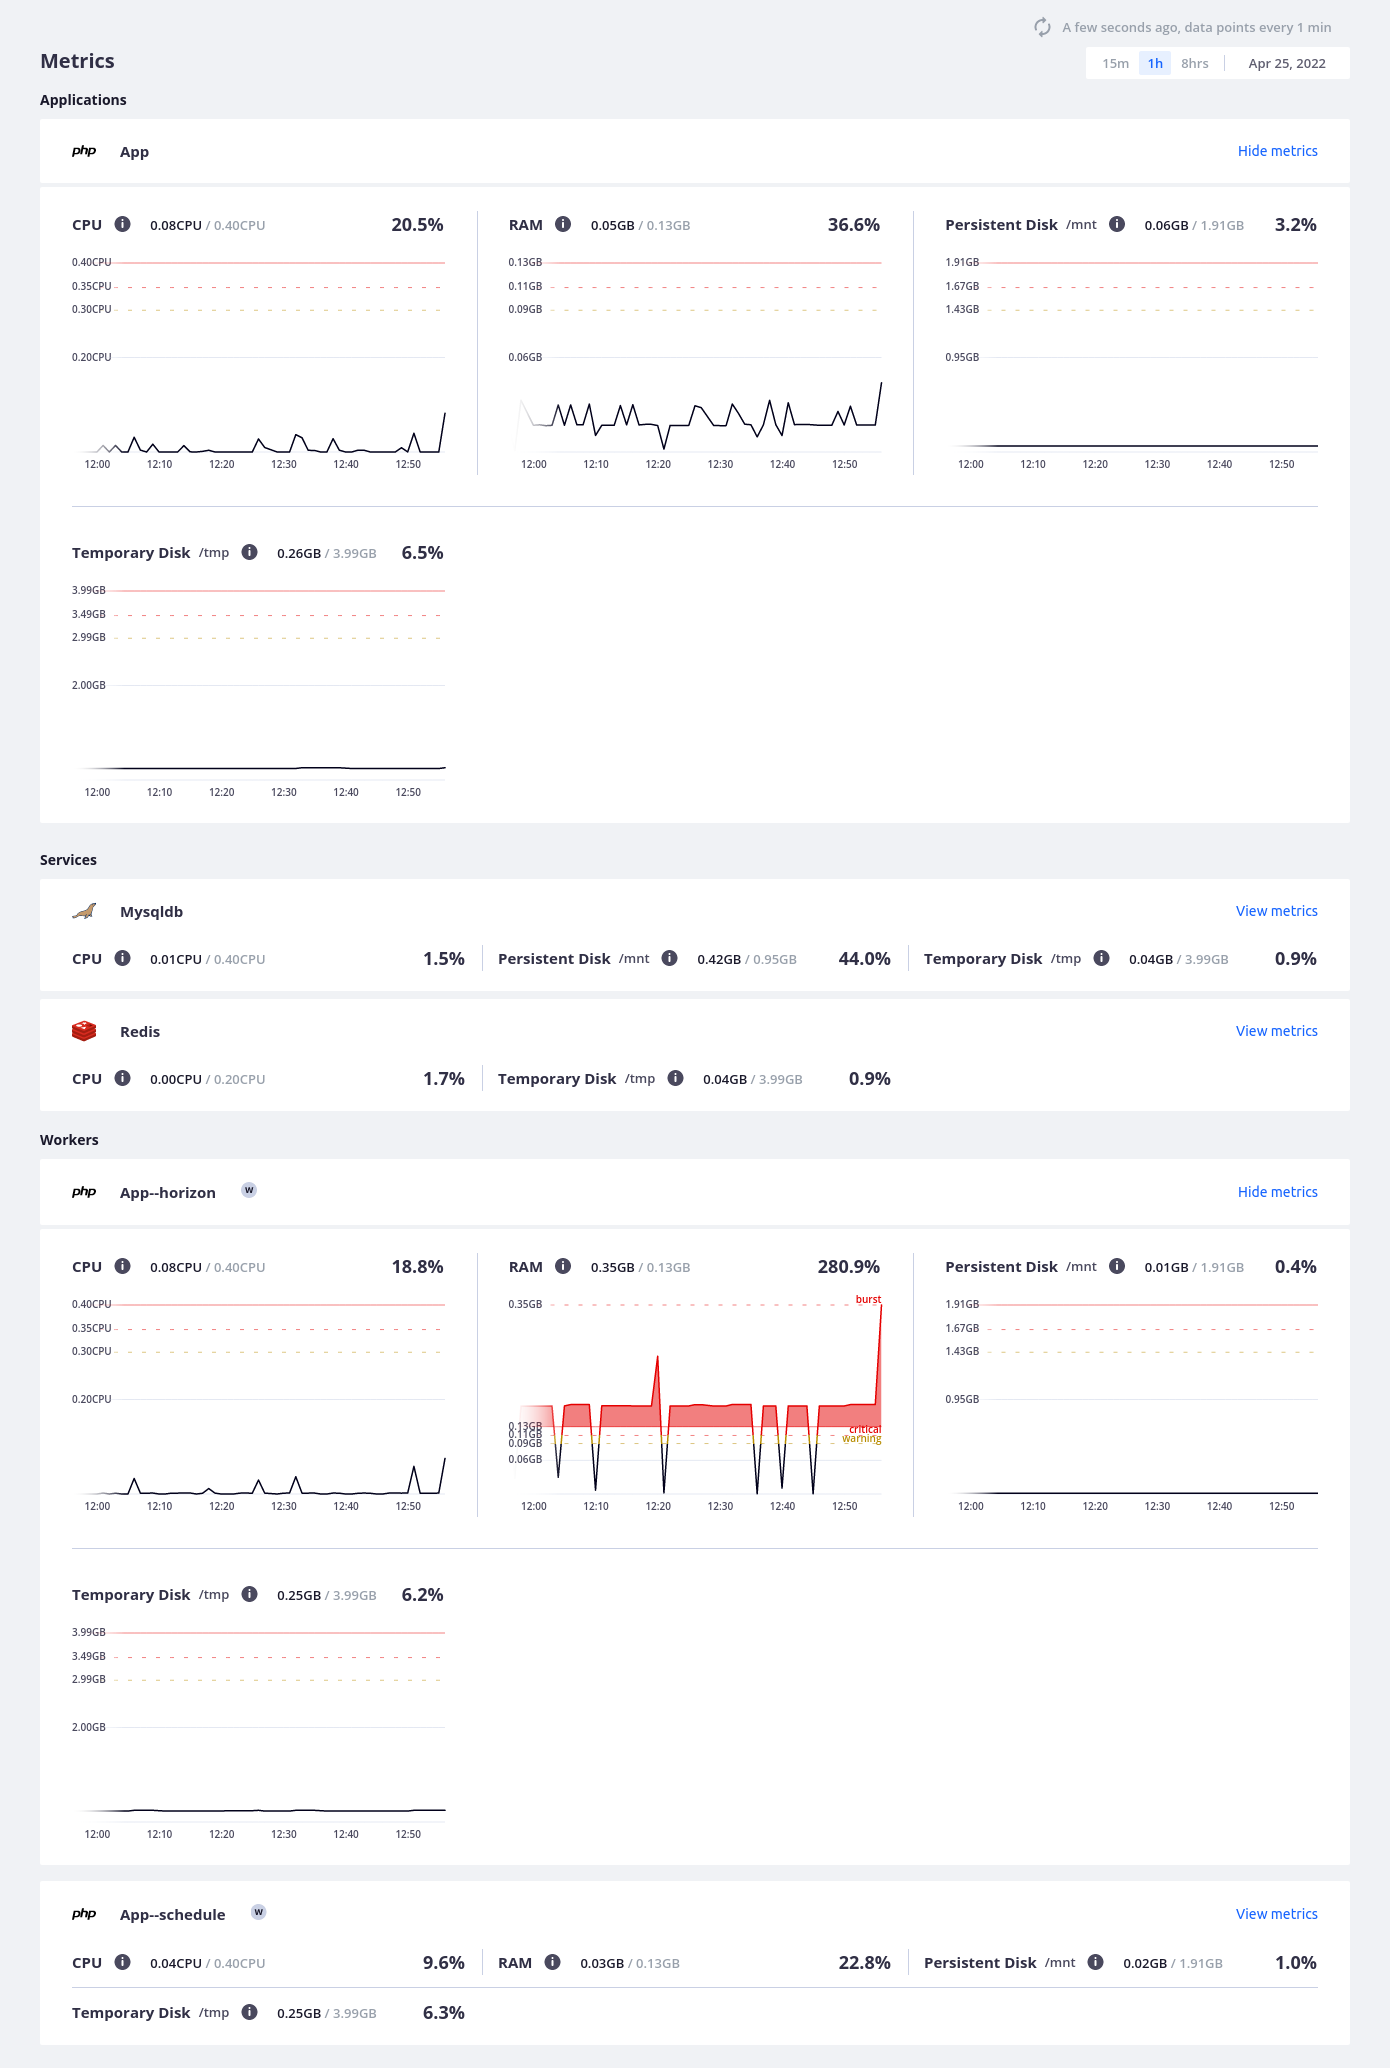 A few seconds ago, data points every 1 min
Metrics
15m 1h 8hrs Apr 25, 2022
Applications
php App Hide metrics
CPU i 0.08CPU / 0.40CPU 20.5%
0.40CPU
0.35CPU
0.30CPU
0.20CPU
12:00 12:10 12:20 12:30 12:40 12:50
RAM i 0.05GB / 0.13GB 36.6%
0.13GB
0.11GB
0.09GB
0.06GB
12:00 12:10 12:20 12:30 12:40 12:50
Persistent Disk /mnt i 0.06GB / 1.91GB 3.2%
1.91GB
1.67GB
1.43GB
0.95GB
12:00 12:10 12:20 12:30 12:40 12:50
Temporary Disk /tmp i 0.26GB / 3.99GB 6.5%
3.99GB
3.49GB
2.99GB
2.00GB
12:00 12:10 12:20 12:30 12:40 12:50
Services
Mysqldb View metrics
CPU i 0.01CPU / 0.40CPU 1.5% Persistent Disk /mnt i 0.42GB / 0.95GB 44.0% Temporary Disk /tmp i 0.04GB / 3.99GB 0.9%
Redis View metrics
CPU i 0.00CPU / 0.20CPU 1.7% Temporary Disk /tmp i 0.04GB / 3.99GB 0.9%
Workers
php App--horizon W Hide metrics
CPU i 0.08CPU / 0.40CPU 18.8%
0.40CPU
0.35CPU
0.30CPU
0.20CPU
12:00 12:10 12:20 12:30 12:40 12:50
RAM i 0.35GB / 0.13GB 280.9%
burst
0.35GB
0.13GB
critical
0.11GB
warning
0.09GB
0.06GB
12:00 12:10 12:20 12:30 12:40 12:50
Persistent Disk /mnt i 0.01GB / 1.91GB 0.4%
1.91GB
1.67GB
1.43GB
0.95GB
12:00 12:10 12:20 12:30 12:40 12:50
Temporary Disk /tmp i 0.25GB / 3.99GB 6.2%
3.99GB
3.49GB
2.99GB
2.00GB
12:00 12:10 12:20 12:30 12:40 12:50
php App--schedule W View metrics
CPU i 0.04CPU / 0.40CPU 9.6% RAM i 0.03GB / 0.13GB 22.8% Persistent Disk /mnt i 0.02GB / 1.91GB 1.0%
Temporary Disk /tmp i 0.25GB / 3.99GB 6.3%